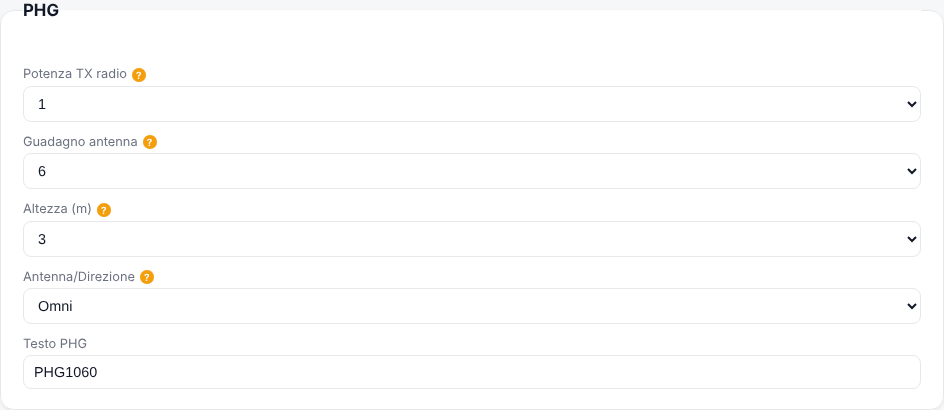 PHG
Potenza TX radio ?
1
Guadagno antenna ?
6
Altezza (m) ?
3
Antenna/Direzione ?
Omni
Testo PHG
PHG1060